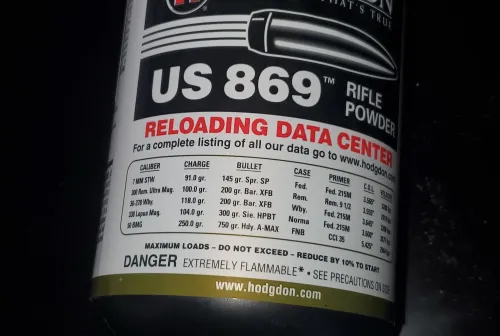 THAT'S TRUE
US 869™ RIFLE
POWDER
RELOADING DATA CENTER
For a complete listing of all our data go to www.hodgdon.com
CALIBER CHARGE BULLET CASE PRIMER C.O.L.
7 MM STW 91.0 gr. 145 gr. Spr. SP Fed. Fed. 215M
300 Rem. Ultra Mag. 100.0 gr. 200 gr. Bar. XFB Rem. Rem. 9 1/2
30-378 Wby. 118.0 gr. 200 gr. Bar. XFB Wby. Fed. 215M
338 Lapua Mag. 104.0 gr. 300 gr. Sie. HPBT Norma Fed. 215M
50 BMG 250.0 gr. 750 gr. Hdy. A-MAX FNB CCI 35
MAXIMUM LOADS – DO NOT EXCEED – REDUCE BY 10% TO START
DANGER EXTREMELY FLAMMABLE* • SEE PRECAUTIONS ON SIDE
www.hodgdon.com